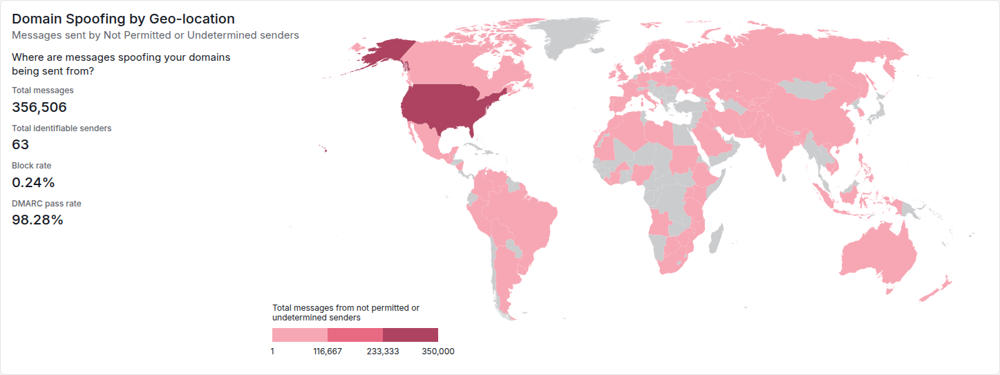 Domain Spoofing by Geo-location
Messages sent by Not Permitted or Undetermined senders
Where are messages spoofing your domains
being sent from?
Total messages
356,506
Total identifiable senders
63
Block rate
0.24%
DMARC pass rate
98.28%
Total messages from not permitted or
undetermined senders
1 116,667 233,333 350,000